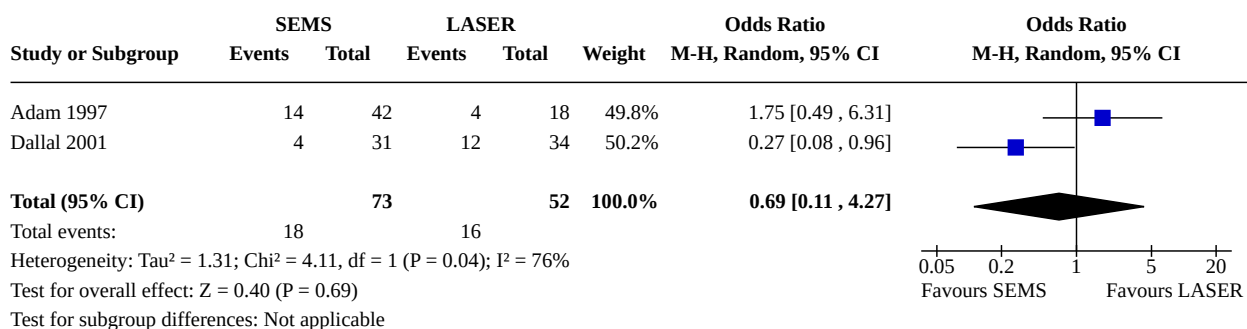 SEMS LASER Odds Ratio Odds Ratio
Study or Subgroup Events Total Events Total Weight M-H, Random, 95% CI M-H, Random, 95% CI
Adam 1997 14 42 4 18 49.8% 1.75 [0.49 , 6.31]
Dallal 2001 4 31 12 34 50.2% 0.27 [0.08 , 0.96]
Total (95% CI) 73 52 100.0% 0.69 [0.11 , 4.27]
Total events: 18 16
Heterogeneity: Tau² = 1.31; Chi² = 4.11, df = 1 (P = 0.04); I² = 76%
0.05 0.2 1 5 20
Test for overall effect: Z = 0.40 (P = 0.69)
Favours SEMS Favours LASER
Test for subgroup differences: Not applicable